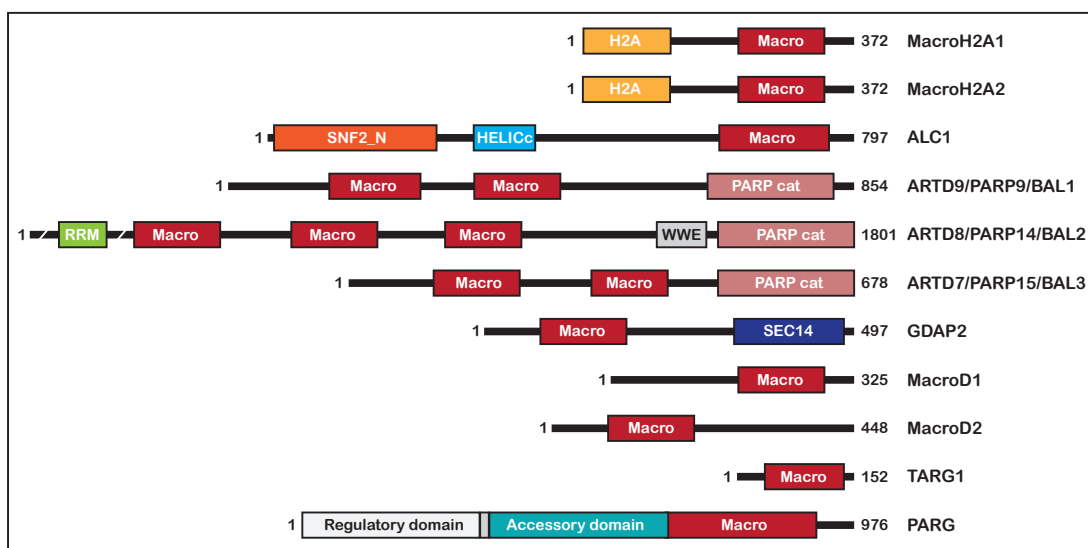 1 H2A Macro 372 MacroH2A1
1 H2A Macro 372 MacroH2A2
1 SNF2_N HELICc Macro 797 ALC1
1 Macro Macro PARP cat 854 ARTD9/PARP9/BAL1
1 RRM Macro Macro Macro WWE PARP cat 1801 ARTD8/PARP14/BAL2
1 Macro Macro PARP cat 678 ARTD7/PARP15/BAL3
1 Macro SEC14 497 GDAP2
1 Macro 325 MacroD1
1 Macro 448 MacroD2
1 Macro 152 TARG1
1 Regulatory domain Accessory domain Macro 976 PARG